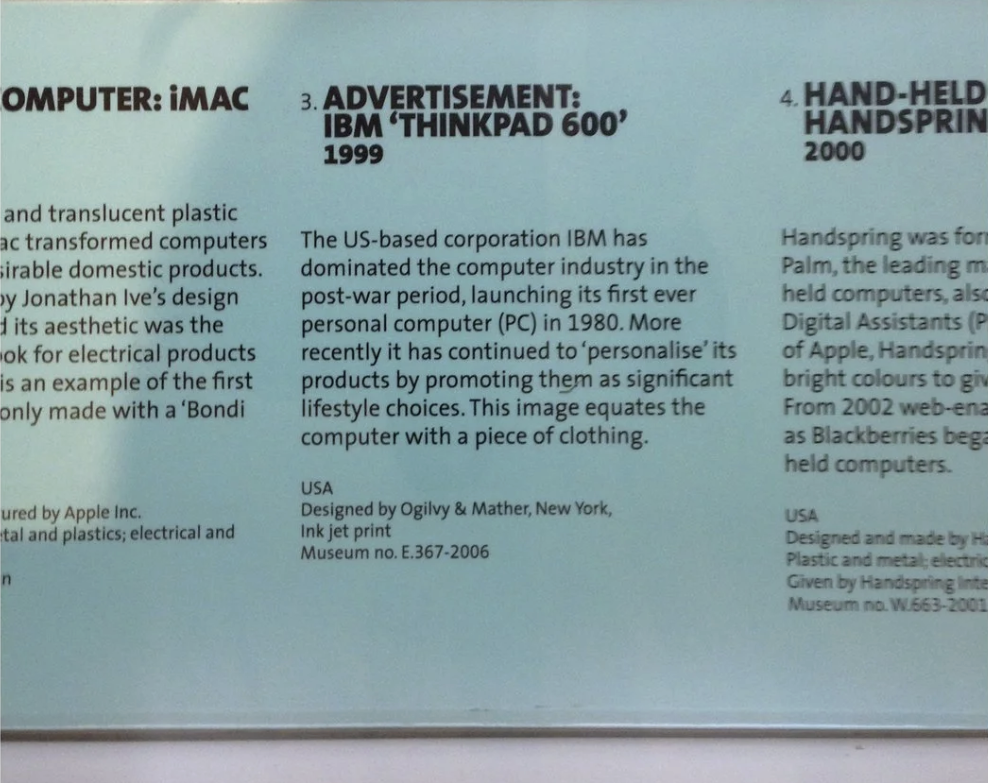 COMPUTER: iMAC
and translucent plastic
ac transformed computers
sirable domestic products.
by Jonathan Ive's design
d its aesthetic was the
ok for electrical products
is an example of the first
only made with a 'Bondi
ured by Apple Inc.
etal and plastics; electrical and
n
3. ADVERTISEMENT:
IBM 'THINKPAD 600'
1999
The US-based corporation IBM has
dominated the computer industry in the
post-war period, launching its first ever
personal computer (PC) in 1980. More
recently it has continued to 'personalise' its
products by promoting them as significant
lifestyle choices. This image equates the
computer with a piece of clothing.
USA
Designed by Ogilvy & Mather, New York,
Ink jet print
Museum no. E.367-2006
4. HAND-HELD
HANDSPRIN
2000
Handspring was for
Palm, the leading m
held computers, also
Digital Assistants (P
of Apple, Handsprin
bright colours to giv
From 2002 web-ena
as Blackberries bega
held computers.
USA
Designed and made by Ha
Plastic and metal; electric
Given by Handspring Inte
Museum no. W.663-2001